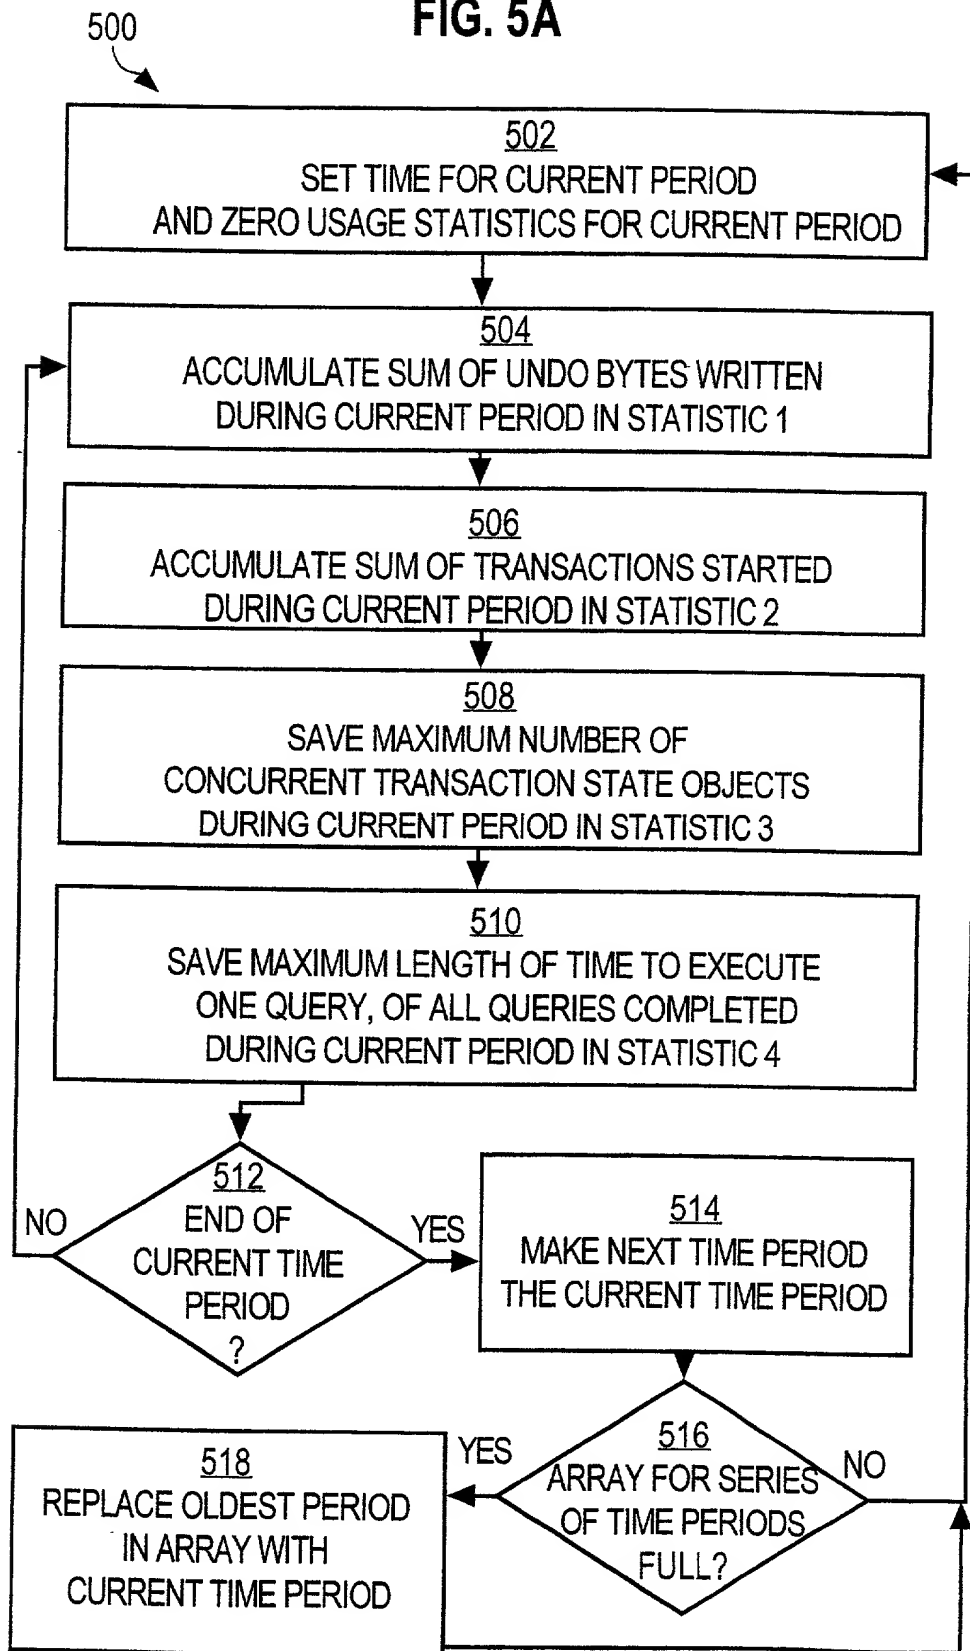 FIG. 5A
500
502
SET TIME FOR CURRENT PERIOD
AND ZERO USAGE STATISTICS FOR CURRENT PERIOD
504
ACCUMULATE SUM OF UNDO BYTES WRITTEN
DURING CURRENT PERIOD IN STATISTIC 1
506
ACCUMULATE SUM OF TRANSACTIONS STARTED
DURING CURRENT PERIOD IN STATISTIC 2
508
SAVE MAXIMUM NUMBER OF
CONCURRENT TRANSACTION STATE OBJECTS
DURING CURRENT PERIOD IN STATISTIC 3
510
SAVE MAXIMUM LENGTH OF TIME TO EXECUTE
ONE QUERY, OF ALL QUERIES COMPLETED
DURING CURRENT PERIOD IN STATISTIC 4
512
END OF
CURRENT TIME
PERIOD
?
NO
YES
514
MAKE NEXT TIME PERIOD
THE CURRENT TIME PERIOD
516
ARRAY FOR SERIES
OF TIME PERIODS
FULL?
YES
NO
518
REPLACE OLDEST PERIOD
IN ARRAY WITH
CURRENT TIME PERIOD